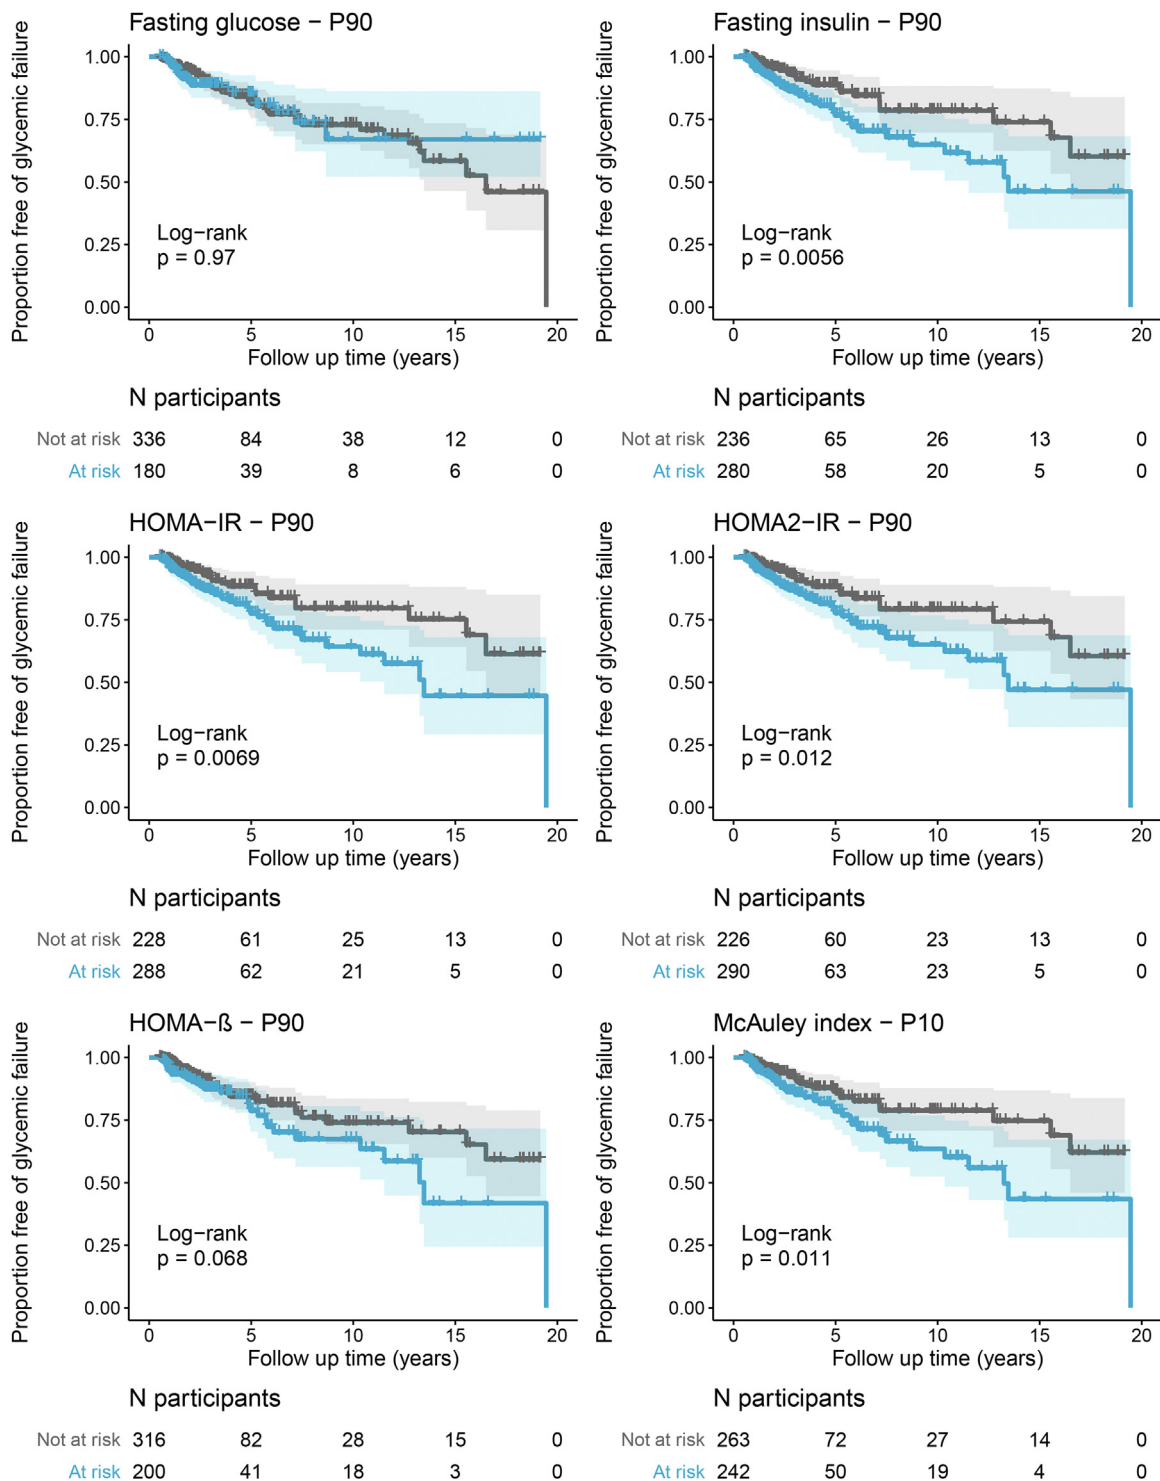 Fasting glucose − P90
Proportion free of glycemic failure
1.00
0.75
0.50
0.25
0.00
Log−rank
p = 0.97
0 5 10 15 20
Follow up time (years)
N participants
Not at risk 336 84 38 12 0
At risk 180 39 8 6 0
Fasting insulin − P90
Proportion free of glycemic failure
1.00
0.75
0.50
0.25
0.00
Log−rank
p = 0.0056
0 5 10 15 20
Follow up time (years)
N participants
Not at risk 236 65 26 13 0
At risk 280 58 20 5 0
HOMA−IR − P90
Proportion free of glycemic failure
1.00
0.75
0.50
0.25
0.00
Log−rank
p = 0.0069
0 5 10 15 20
Follow up time (years)
N participants
Not at risk 228 61 25 13 0
At risk 288 62 21 5 0
HOMA2−IR − P90
Proportion free of glycemic failure
1.00
0.75
0.50
0.25
0.00
Log−rank
p = 0.012
0 5 10 15 20
Follow up time (years)
N participants
Not at risk 226 60 23 13 0
At risk 290 63 23 5 0
HOMA−ß − P90
Proportion free of glycemic failure
1.00
0.75
0.50
0.25
0.00
Log−rank
p = 0.068
0 5 10 15 20
Follow up time (years)
N participants
Not at risk 316 82 28 15 0
At risk 200 41 18 3 0
McAuley index − P10
Proportion free of glycemic failure
1.00
0.75
0.50
0.25
0.00
Log−rank
p = 0.011
0 5 10 15 20
Follow up time (years)
N participants
Not at risk 263 72 27 14 0
At risk 242 50 19 4 0